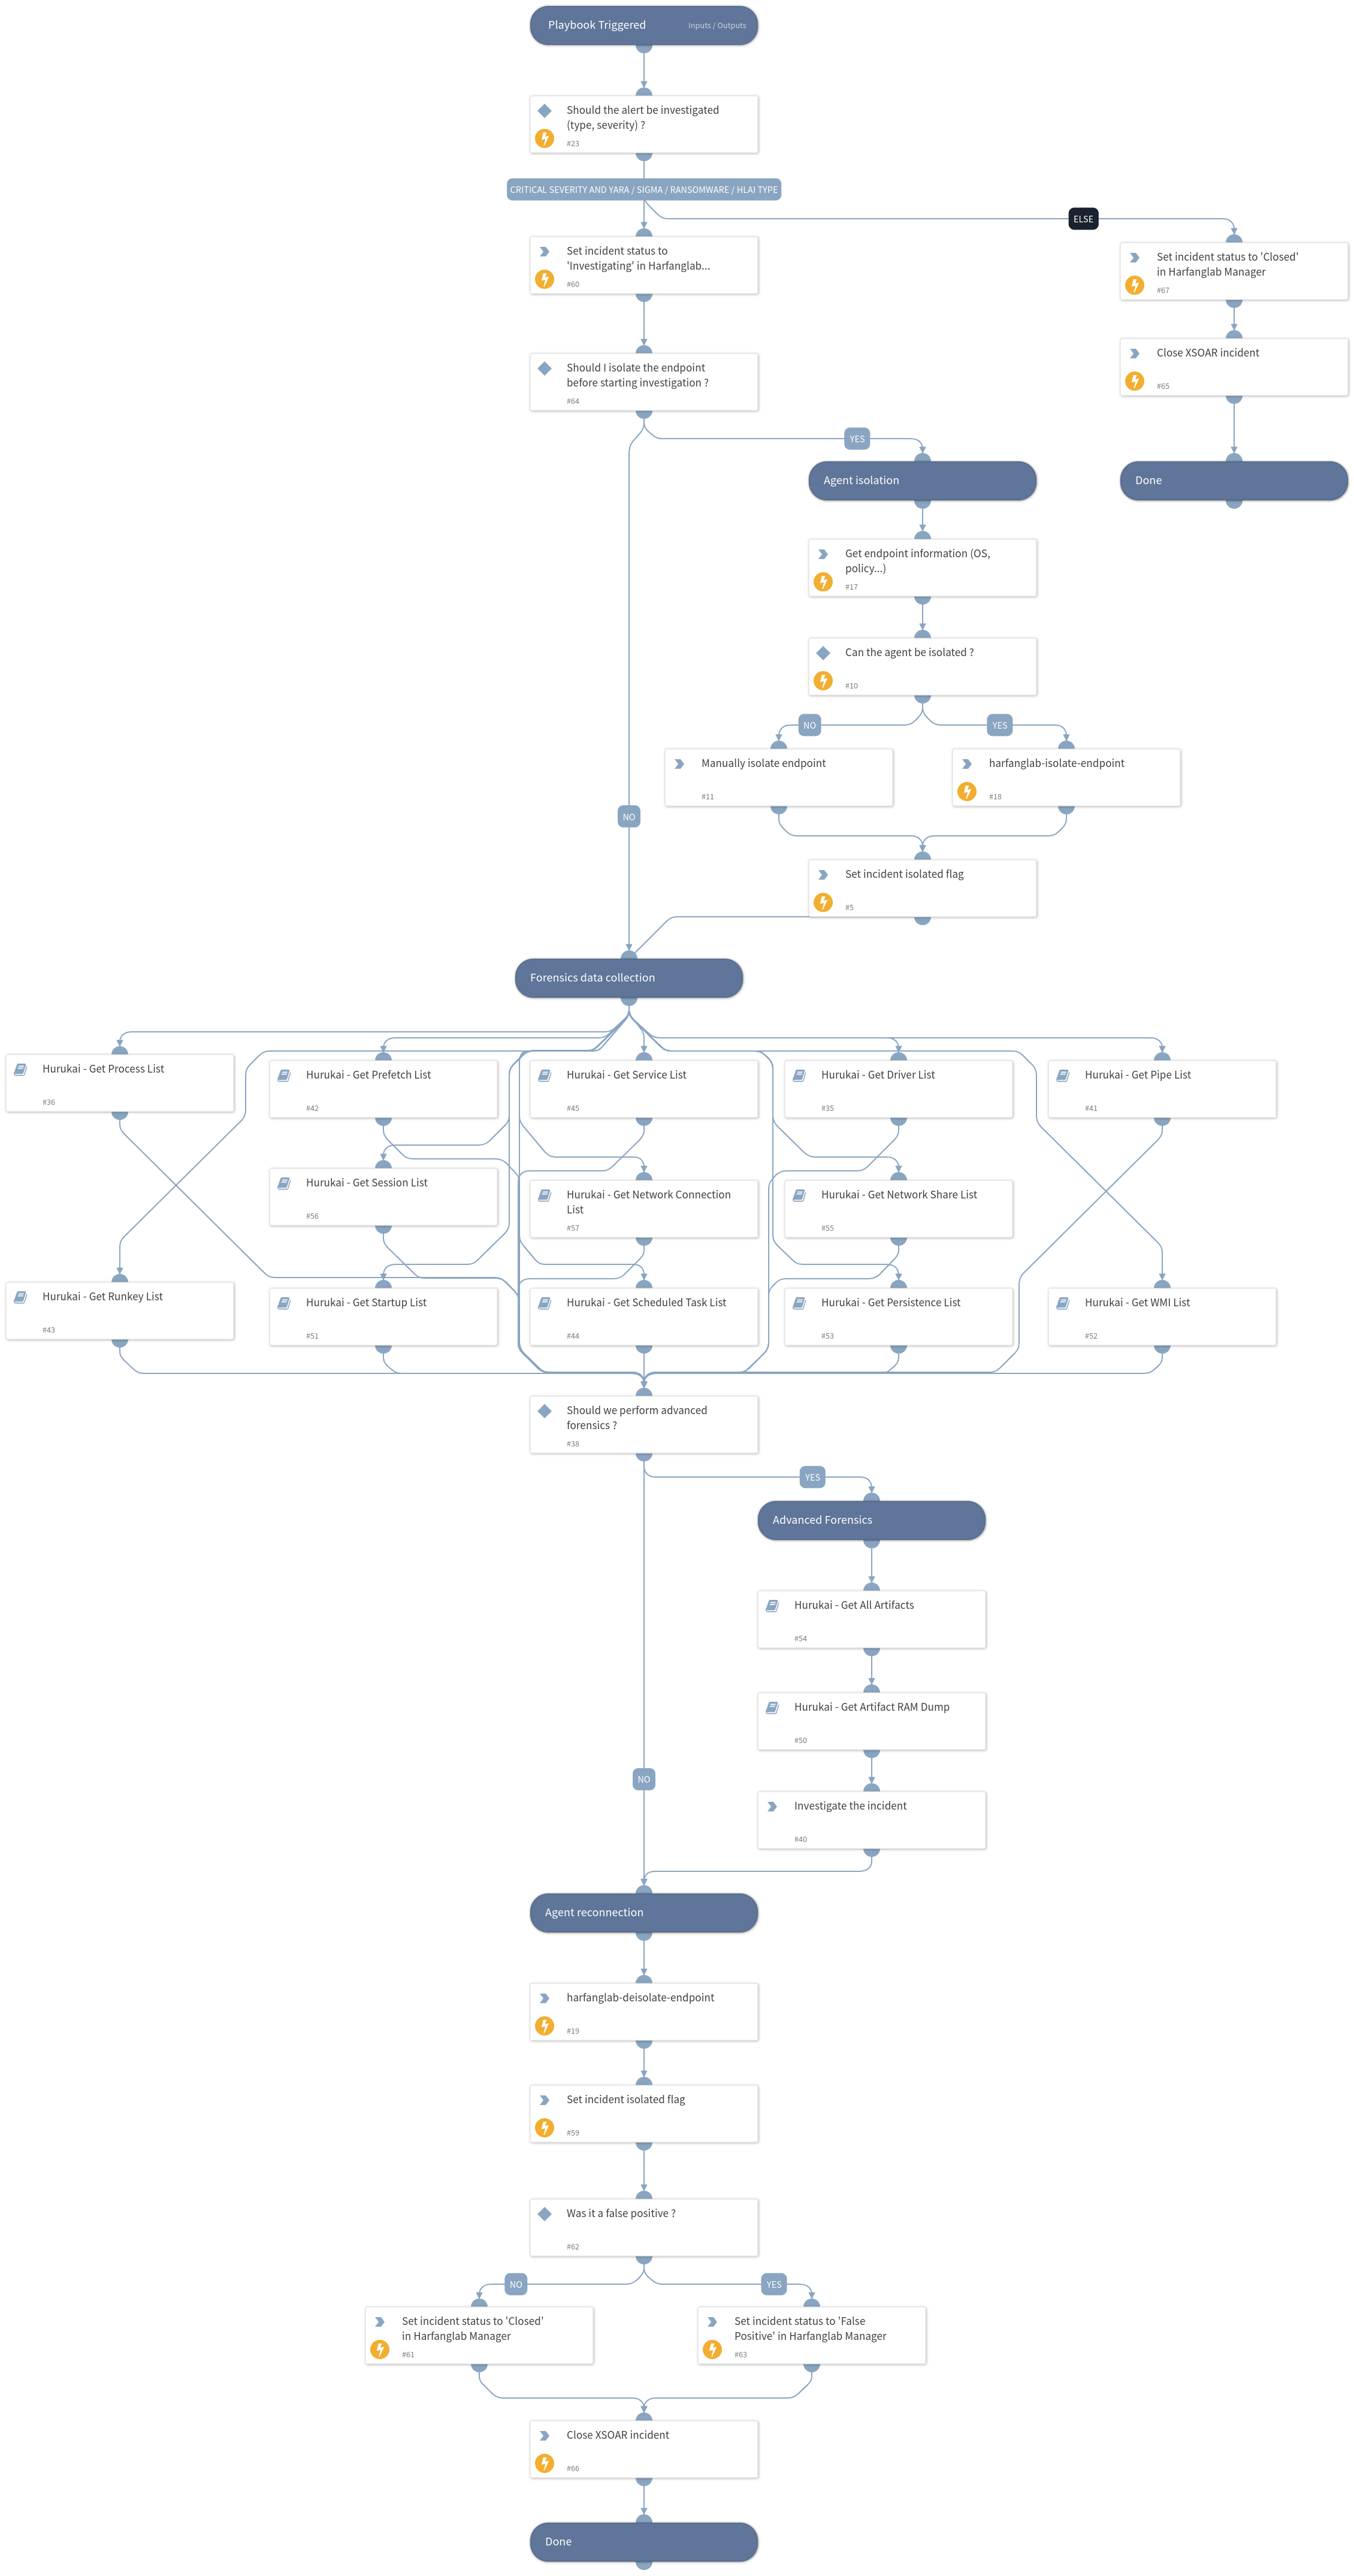 Playbook Triggered
Inputs / Outputs
Should the alert be investigated
(type, severity) ?
#23
CRITICAL SEVERITY AND YARA / SIGMA / RANSOMWARE / HLAI TYPE
ELSE
Set incident status to
'Investigating' in Harfanglab...
#60
Set incident status to 'Closed'
in Harfanglab Manager
#67
Should I isolate the endpoint
before starting investigation ?
#64
Close XSOAR incident
#65
YES
Agent isolation
Done
Get endpoint information (OS,
policy...)
#17
Can the agent be isolated ?
#10
NO
YES
Manually isolate endpoint
#11
harfanglab-isolate-endpoint
#18
NO
Set incident isolated flag
#5
Forensics data collection
Hurukai - Get Process List
#36
Hurukai - Get Prefetch List
#42
Hurukai - Get Service List
#45
Hurukai - Get Driver List
#35
Hurukai - Get Pipe List
#41
Hurukai - Get Session List
#56
Hurukai - Get Network Connection
List
#57
Hurukai - Get Network Share List
#55
Hurukai - Get Runkey List
#43
Hurukai - Get Startup List
#51
Hurukai - Get Scheduled Task List
#44
Hurukai - Get Persistence List
#53
Hurukai - Get WMI List
#52
Should we perform advanced
forensics ?
#38
YES
Advanced Forensics
Hurukai - Get All Artifacts
#54
Hurukai - Get Artifact RAM Dump
#50
NO
Investigate the incident
#40
Agent reconnection
harfanglab-deisolate-endpoint
#19
Set incident isolated flag
#59
Was it a false positive ?
#62
NO
YES
Set incident status to 'Closed'
in Harfanglab Manager
#61
Set incident status to 'False
Positive' in Harfanglab Manager
#63
Close XSOAR incident
#66
Done